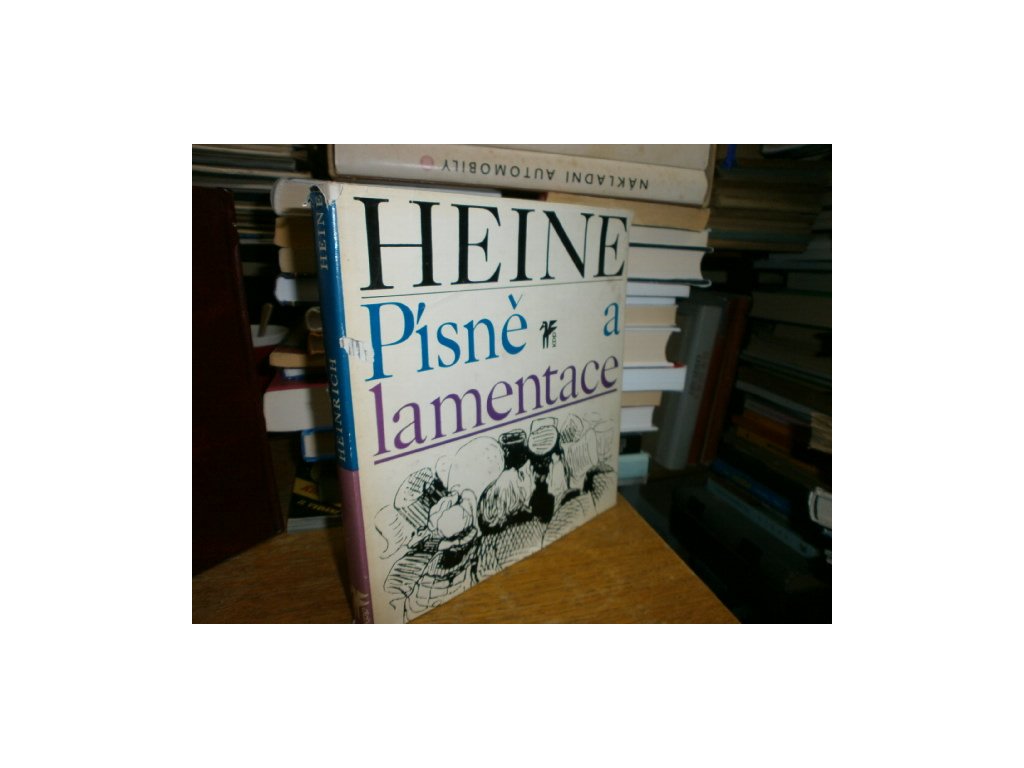 NÁKLADNÍ AUTOMOBILY
HEINE
Písně a
lamentace
HEINRICH HEINE